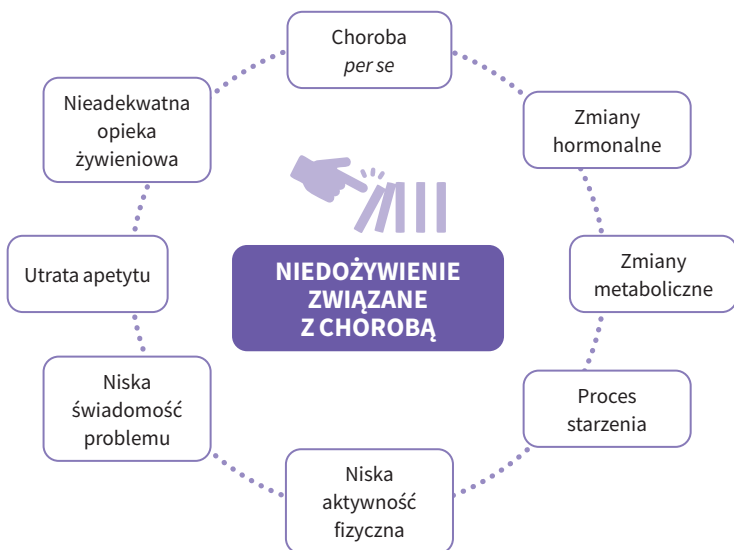 Choroba
per se
Zmiany
hormonalne
Zmiany
metaboliczne
Proces
starzenia
Niska
aktywność
fizyczna
Niska
świadomość
problemu
Utrata apetytu
Nieadekwatna
opieka
żywieniowa
NIEDOŻYWIENIE
ZWIĄZANE
Z CHOROBĄ